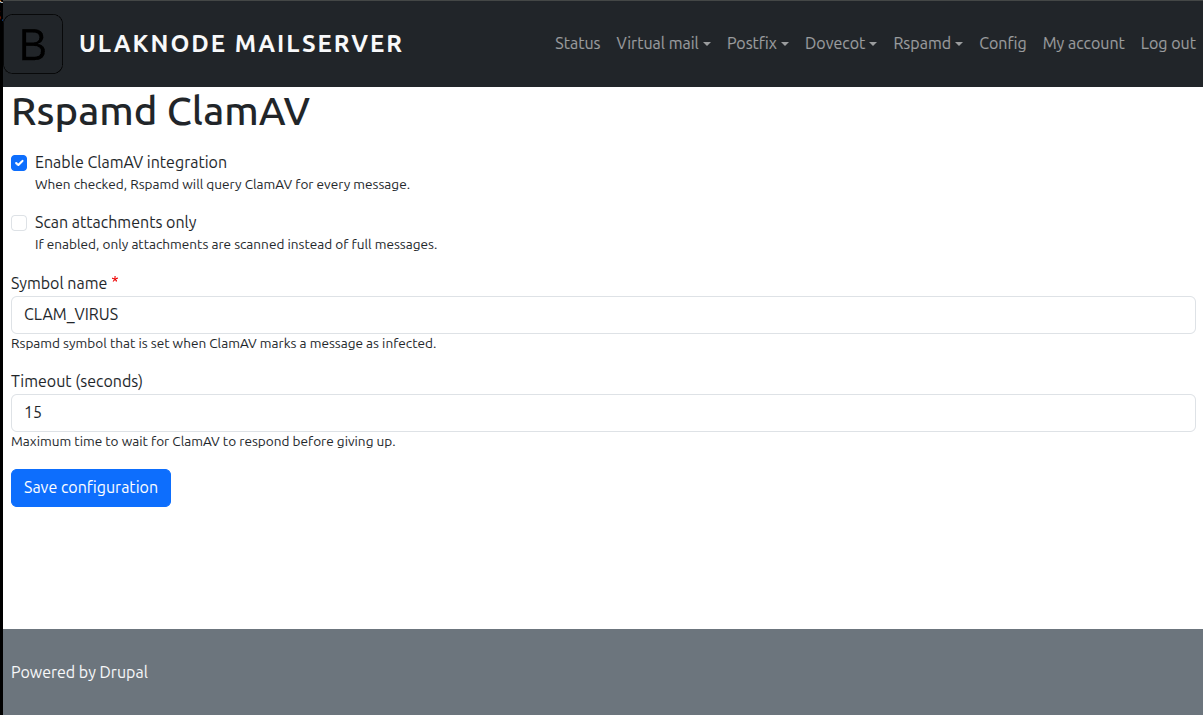 B ULAKNODE MAILSERVER Status Virtual mail Postfix Dovecot Rspamd Config My account Log out
Rspamd ClamAV
Enable ClamAV integration
When checked, Rspamd will query ClamAV for every message.
Scan attachments only
If enabled, only attachments are scanned instead of full messages.
Symbol name *
CLAM_VIRUS
Rspamd symbol that is set when ClamAV marks a message as infected.
Timeout (seconds)
15
Maximum time to wait for ClamAV to respond before giving up.
Save configuration
Powered by Drupal